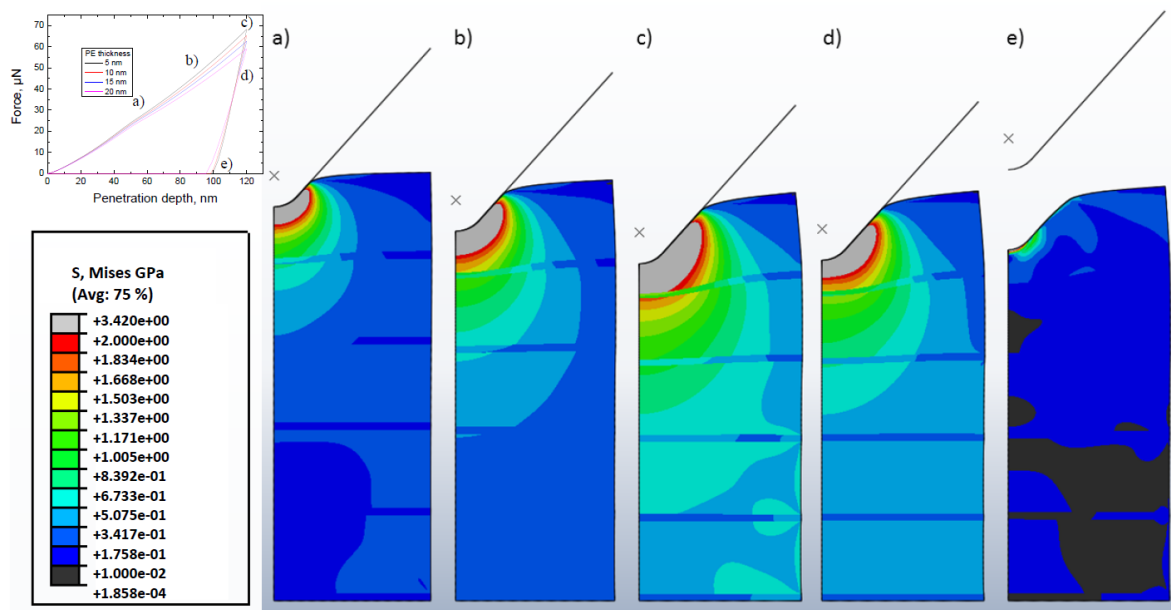 a)
b)
c)
d)
e)
Force, µN
70
60
50
40
30
20
10
0
PE thickness
5 nm
10 nm
15 nm
20 nm
a)
b)
c)
d)
e)
0 20 40 60 80 100 120
Penetration depth, nm
S, Mises GPa
(Avg: 75 %)
+3.420e+00
+2.000e+00
+1.834e+00
+1.668e+00
+1.503e+00
+1.337e+00
+1.171e+00
+1.005e+00
+8.392e-01
+6.733e-01
+5.075e-01
+3.417e-01
+1.758e-01
+1.000e-02
+1.858e-04